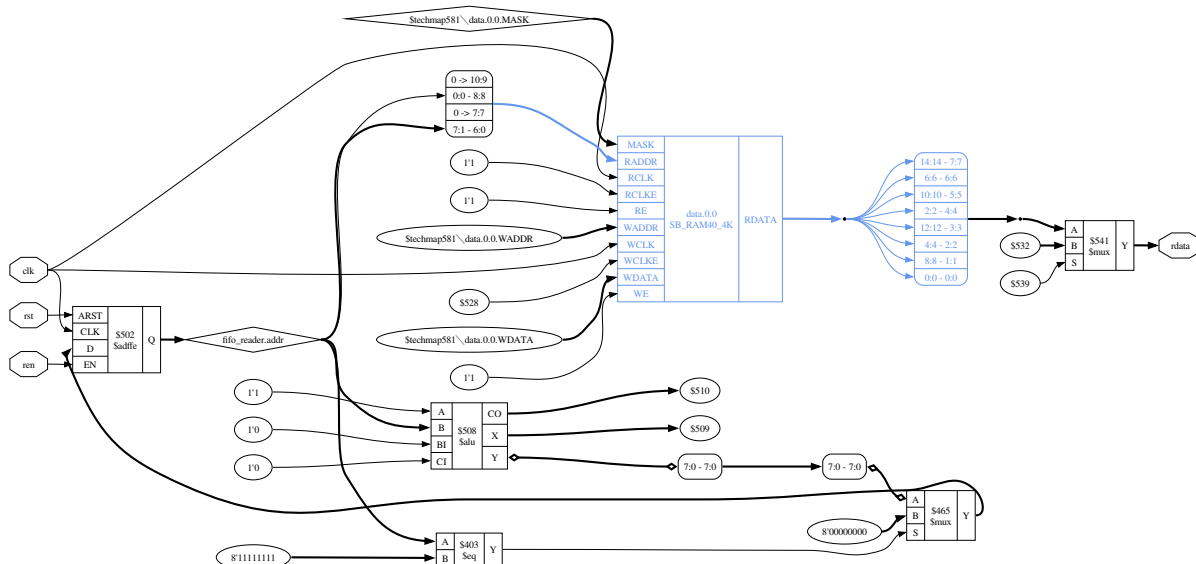 $techmap581\data.0.0.MASK
0 -> 10:9
0:0 - 8:8
0 -> 7:7
7:1 - 6:0
MASK
RADDR
RCLK
RCLKE
RE
WADDR
WCLK
WCLKE
WDATA
WE
data.0.0
SB_RAM40_4K
RDATA
1'1
1'1
$techmap581\data.0.0.WADDR
$528
$techmap581\data.0.0.WDATA
1'1
14:14 - 7:7
6:6 - 6:6
10:10 - 5:5
2:2 - 4:4
12:12 - 3:3
4:4 - 2:2
8:8 - 1:1
0:0 - 0:0
$532
$539
A
B
S
$541
$mux
Y
rdata
clk
rst
ren
ARST
CLK
D
EN
$502
$adffe
Q
fifo_reader.addr
1'1
1'0
1'0
A
B
BI
CI
$508
$alu
CO
X
Y
$510
$509
7:0 - 7:0
7:0 - 7:0
8'00000000
A
B
S
$465
$mux
Y
8'11111111
A
B
$403
$eq
Y